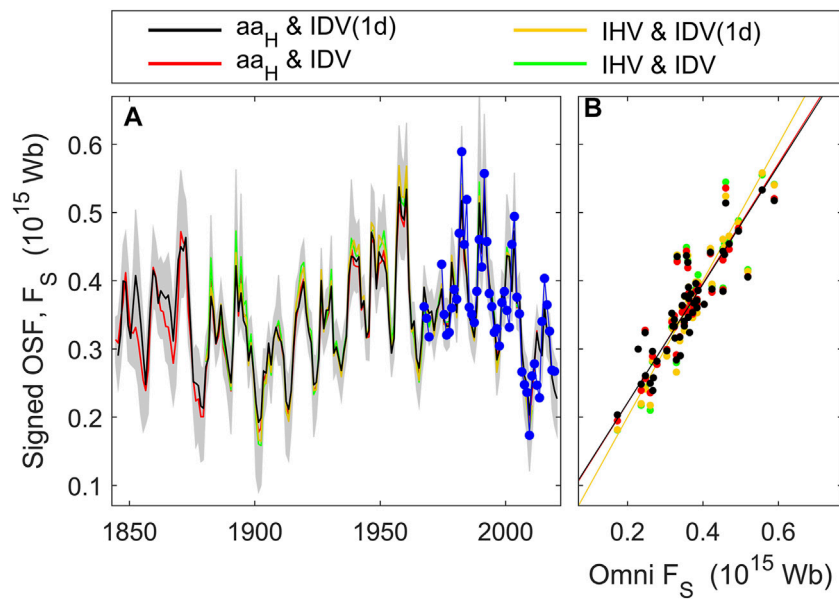 aa_H & IDV(1d)
IHV & IDV(1d)
aa_H & IDV
IHV & IDV
A
B
Signed OSF, F_S (10^15 Wb)
0.6
0.5
0.4
0.3
0.2
0.1
1850 1900 1950 2000
0.2 0.4 0.6
Omni F_S (10^15 Wb)